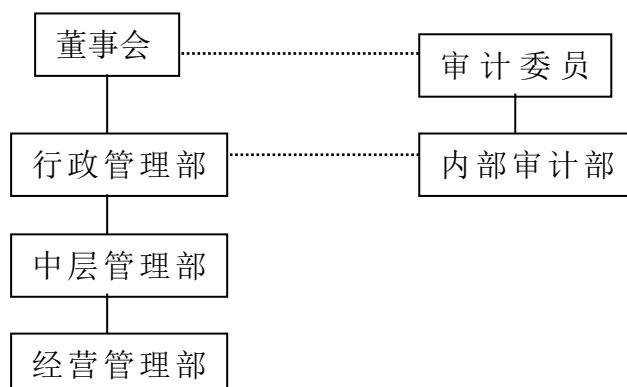 董事会
审计委员
行政管理部
内部审计部
中层管理部
经营管理部